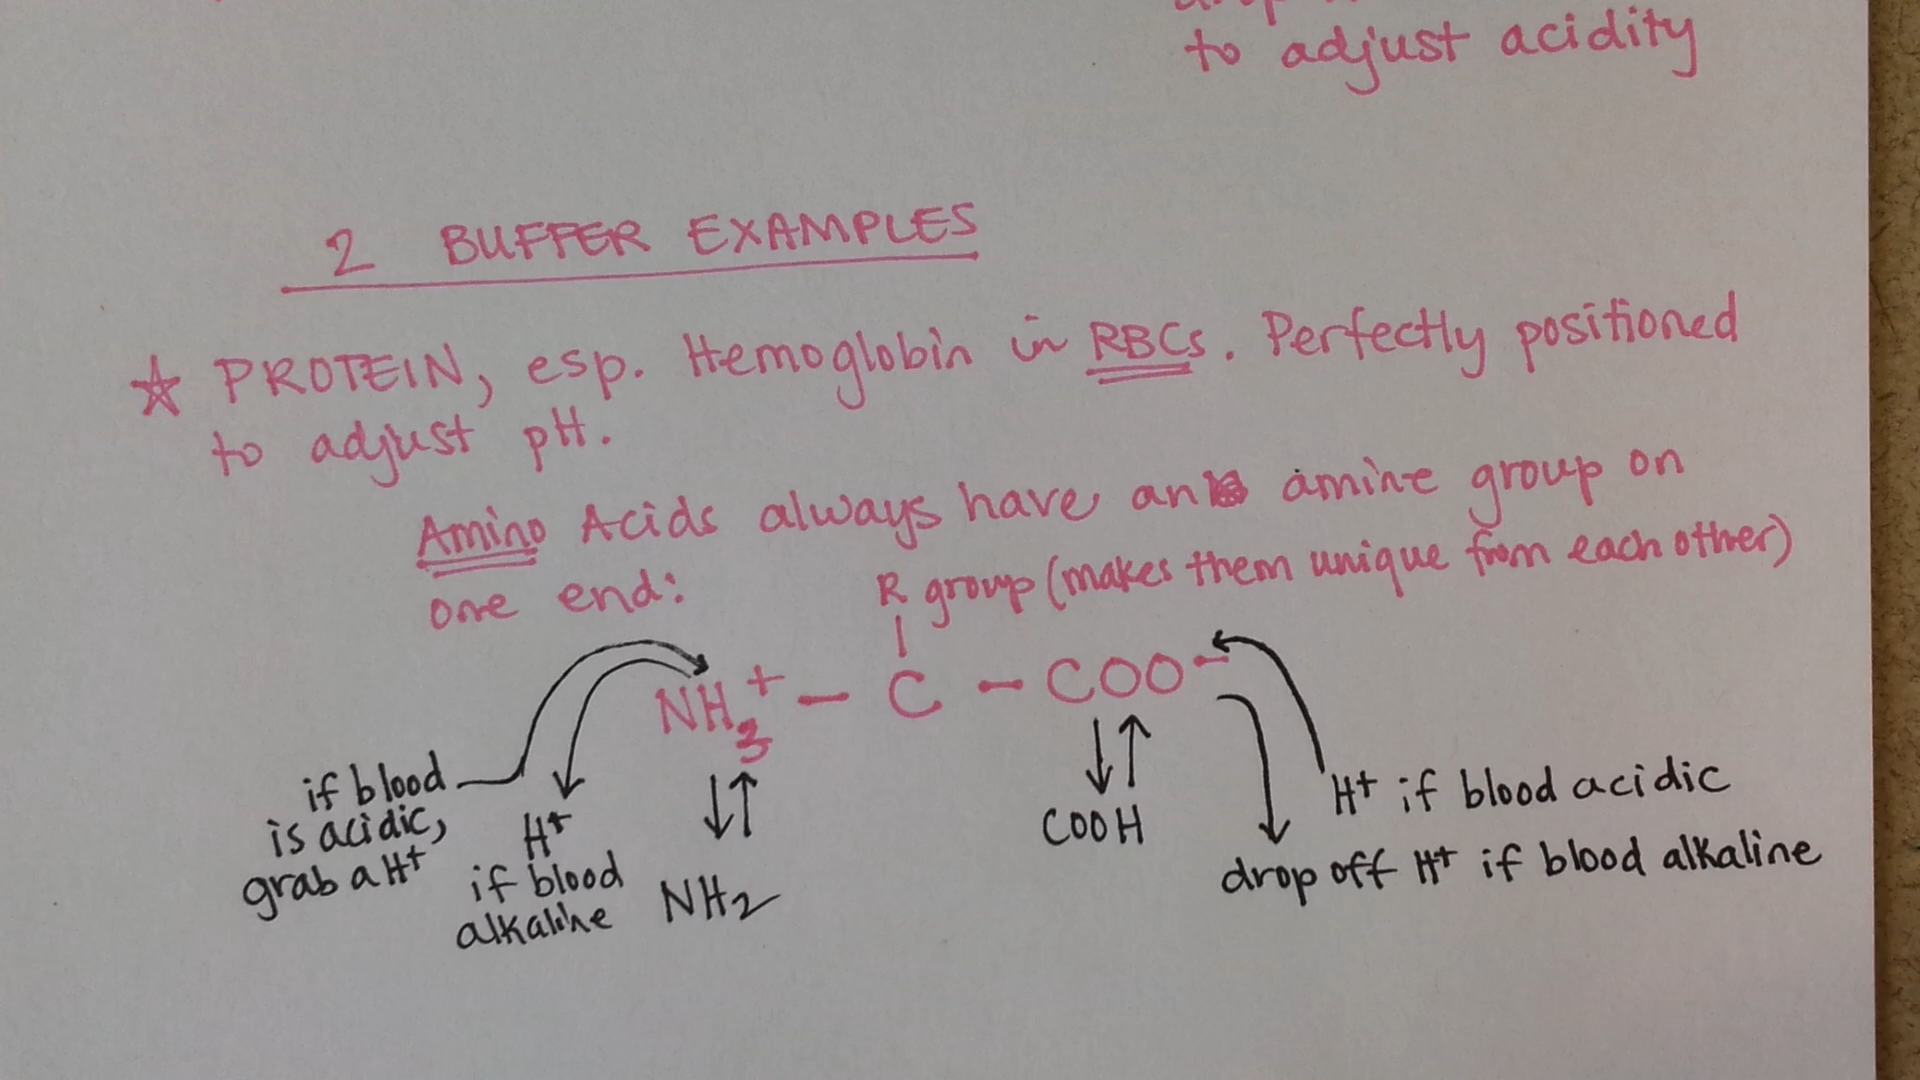 to adjust acidity
2 BUFFER EXAMPLES
☆ PROTEIN, esp. Hemoglobin in RBCs. Perfectly positioned
to adjust pH.
Amino Acids always have an amine group on
one end:
R group (makes them unique from each other)
NH3+ – C – COO-
if blood
is acidic,
grab a H+
H+
if blood
alkaline
NH2
COOH
H+ if blood acidic
drop off H+ if blood alkaline